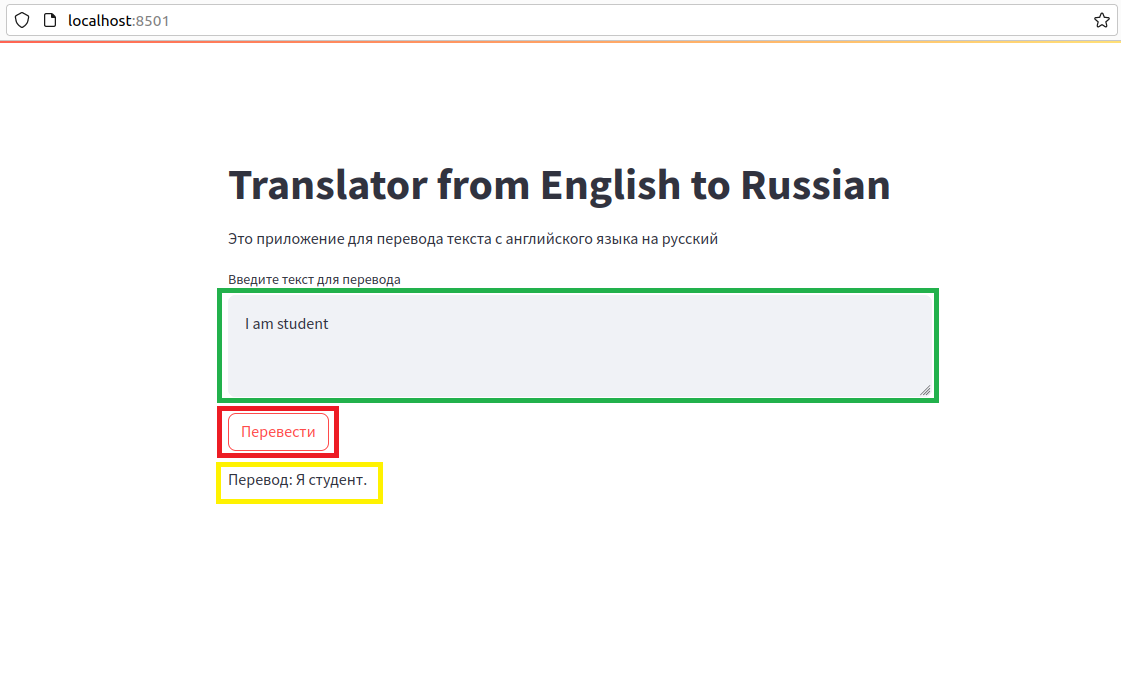 localhost:8501
Translator from English to Russian
Это приложение для перевода текста с английского языка на русский
Введите текст для перевода
I am student
Перевести
Перевод: Я студент.